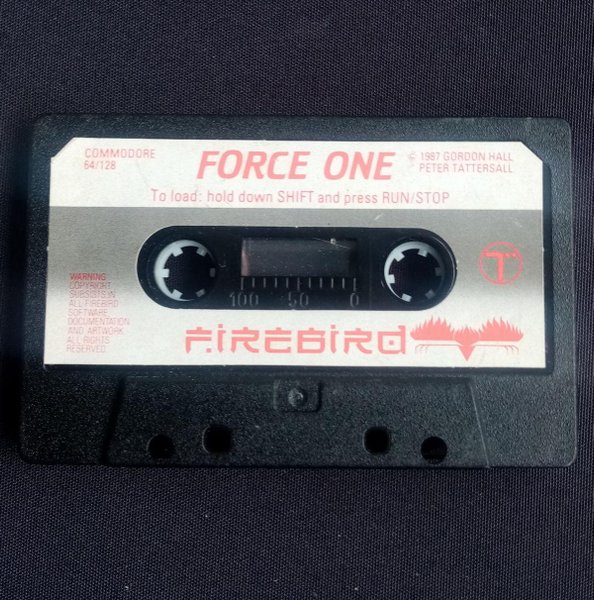 COMMODORE
64/128
FORCE ONE
© 1987 GORDON HALL
PETER TATTERSALL
To load: hold down SHIFT and press RUN/STOP
T
100 50 0
WARNING
COPYRIGHT
SUBSISTS IN
ALL FIREBIRD
SOFTWARE
DOCUMENTATION
AND ARTWORK
ALL RIGHTS
RESERVED
FIREBIRD